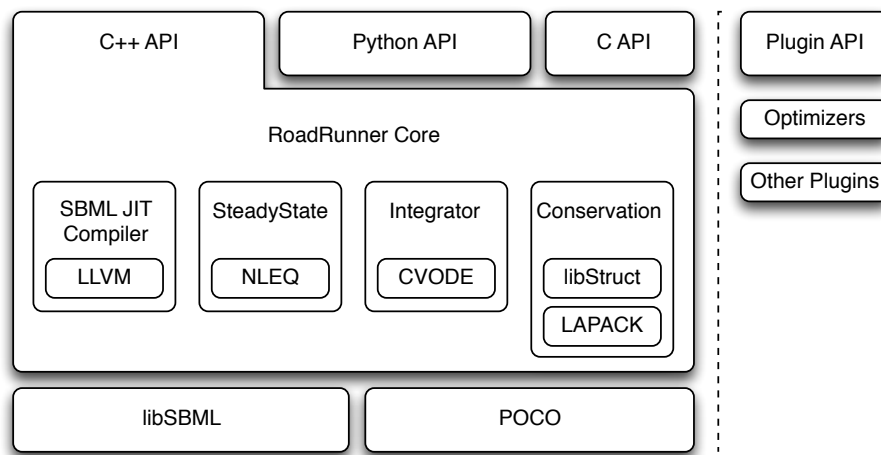 C++ API
Python API
C API
Plugin API
RoadRunner Core
Optimizers
Other Plugins
SBML JIT
Compiler
LLVM
SteadyState
NLEQ
Integrator
CVODE
Conservation
libStruct
LAPACK
libSBML
POCO